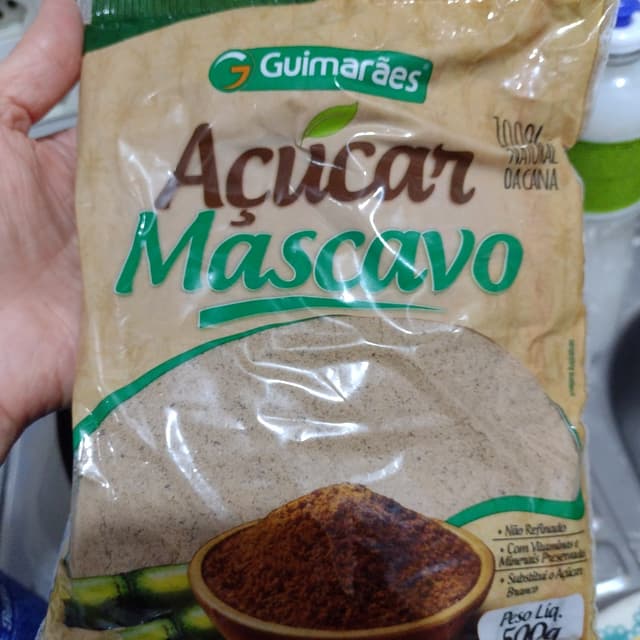 Guimarães
Açúcar
Mascavo
100%
NATURAL
DA CANA
• Não Refinado
• Com Vitaminas e
Minerais Preservados
• Substitui o Açúcar
Branco
Peso Líq.
500g